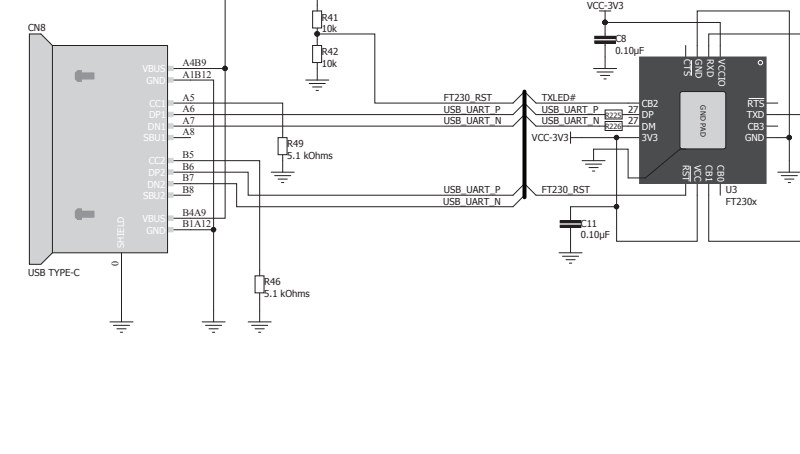 CN8
VBUS A4B9
GND A1B12
CC1 A5
DP1 A6
DN1 A7
SBU1 A8
CC2 B5
DP2 B6
DN2 B7
SBU2 B8
VBUS B4A9
GND B1A12
SHIELD
0
USB TYPE-C
R41
10k
R42
10k
R49
5.1 kOhms
R46
5.1 kOhms
FT230_RST
USB_UART_P
USB_UART_N
USB_UART_P
USB_UART_N
TXLED#
USB_UART_P
USB_UART_N
FT230_RST
R225 27
R226 27
VCC-3V3
VCC-3V3
C8
0.10µF
C11
0.10µF
CTS
GND
RXD
VCCIO
CB2
DP
DM
3V3
GND PAD
RTS
TXD
CB3
GND
RST
VCC
CB1
CB0
U3
FT230x